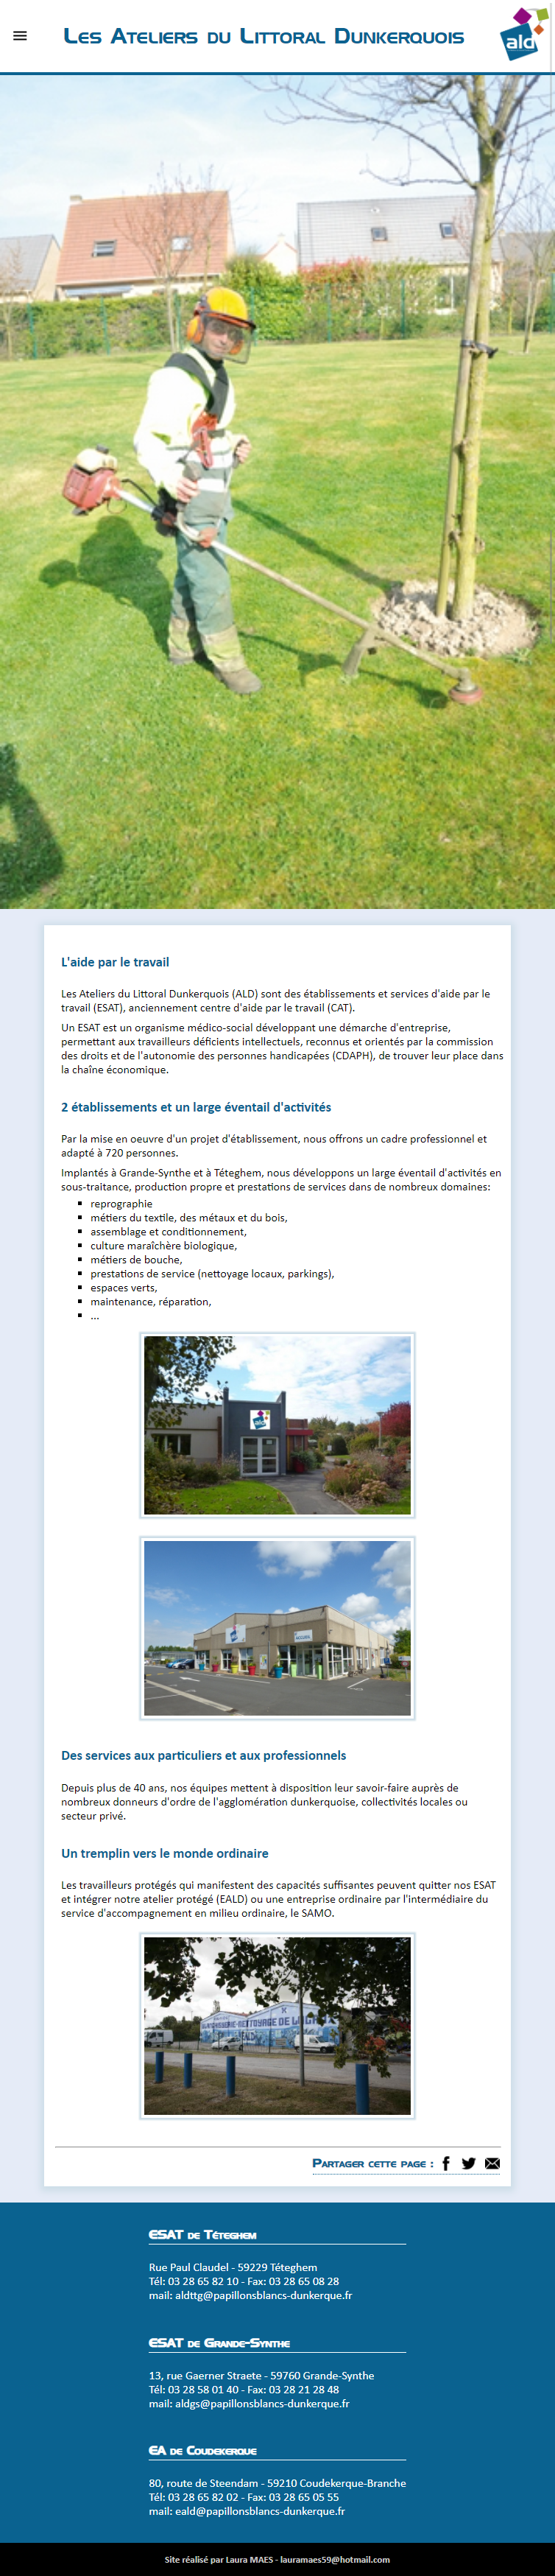 Les Ateliers du Littoral Dunkerquois
ald
L'aide par le travail
Les Ateliers du Littoral Dunkerquois (ALD) sont des établissements et services d'aide par le
travail (ESAT), anciennement centre d'aide par le travail (CAT).
Un ESAT est un organisme médico-social développant une démarche d'entreprise,
permettant aux travailleurs déficients intellectuels, reconnus et orientés par la commission
des droits et de l'autonomie des personnes handicapées (CDAPH), de trouver leur place dans
la chaîne économique.
2 établissements et un large éventail d'activités
Par la mise en oeuvre d'un projet d'établissement, nous offrons un cadre professionnel et
adapté à 720 personnes.
Implantés à Grande-Synthe et à Téteghem, nous développons un large éventail d'activités en
sous-traitance, production propre et prestations de services dans de nombreux domaines:
reprographie
métiers du textile, des métaux et du bois,
assemblage et conditionnement,
culture maraîchère biologique,
métiers de bouche,
prestations de service (nettoyage locaux, parkings),
espaces verts,
maintenance, réparation,
...
ald
ACCUEIL
Des services aux particuliers et aux professionnels
Depuis plus de 40 ans, nos équipes mettent à disposition leur savoir-faire auprès de
nombreux donneurs d'ordre de l'agglomération dunkerquoise, collectivités locales ou
secteur privé.
Un tremplin vers le monde ordinaire
Les travailleurs protégés qui manifestent des capacités suffisantes peuvent quitter nos ESAT
et intégrer notre atelier protégé (EALD) ou une entreprise ordinaire par l'intermédiaire du
service d'accompagnement en milieu ordinaire, le SAMO.
Partager cette page :
ESAT de Téteghem
Rue Paul Claudel - 59229 Téteghem
Tél: 03 28 65 82 10 - Fax: 03 28 65 08 28
mail: aldttg@papillonsblancs-dunkerque.fr
ESAT de Grande-Synthe
13, rue Gaerner Straete - 59760 Grande-Synthe
Tél: 03 28 58 01 40 - Fax: 03 28 21 28 48
mail: aldgs@papillonsblancs-dunkerque.fr
EA de Coudekerque
80, route de Steendam - 59210 Coudekerque-Branche
Tél: 03 28 65 82 02 - Fax: 03 28 65 05 55
mail: eald@papillonsblancs-dunkerque.fr
Site réalisé par Laura MAES - lauramaes59@hotmail.com